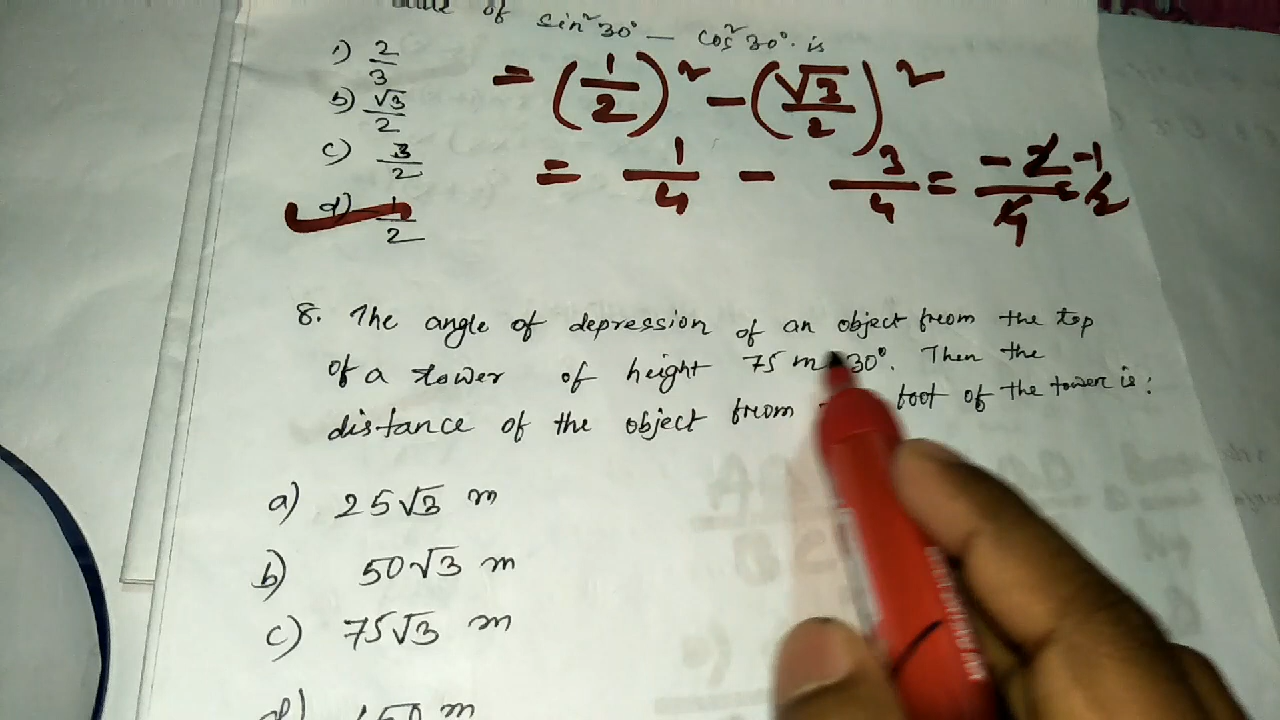 of sin²30° — cos²30° is
1) 2/3
= (1/2)² - (√3/2)²
b) √3/2
c) 3/2
= 1/4 - 3/4 = -2/4 = -1/2
d) 1/2
8. The angle of depression of an object from the top
of a tower of height 75 m 30°. Then the
distance of the object from foot of the tower is:
a) 25√3 m
b) 50√3 m
c) 75√3 m
d) 150 m